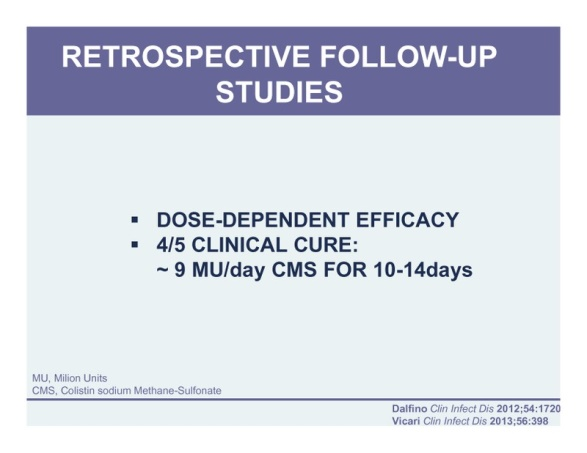 RETROSPECTIVE FOLLOW-UP
STUDIES
▪ DOSE-DEPENDENT EFFICACY
▪ 4/5 CLINICAL CURE:
~ 9 MU/day CMS FOR 10-14days
MU, Milion Units
CMS, Colistin sodium Methane-Sulfonate
Dalfino Clin Infect Dis 2012;54:1720
Vicari Clin Infect Dis 2013;56:398